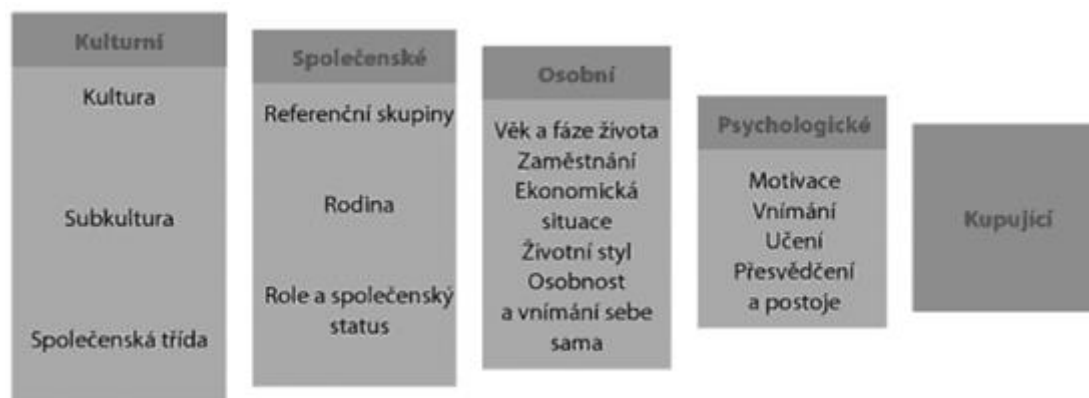 Kulturní
Kultura
Subkultura
Společenská třída
Společenské
Referenční skupiny
Rodina
Role a společenský
status
Osobní
Věk a fáze života
Zaměstnání
Ekonomická
situace
Životní styl
Osobnost
a vnímání sebe
sama
Psychologické
Motivace
Vnímání
Učení
Přesvědčení
a postoje
Kupující